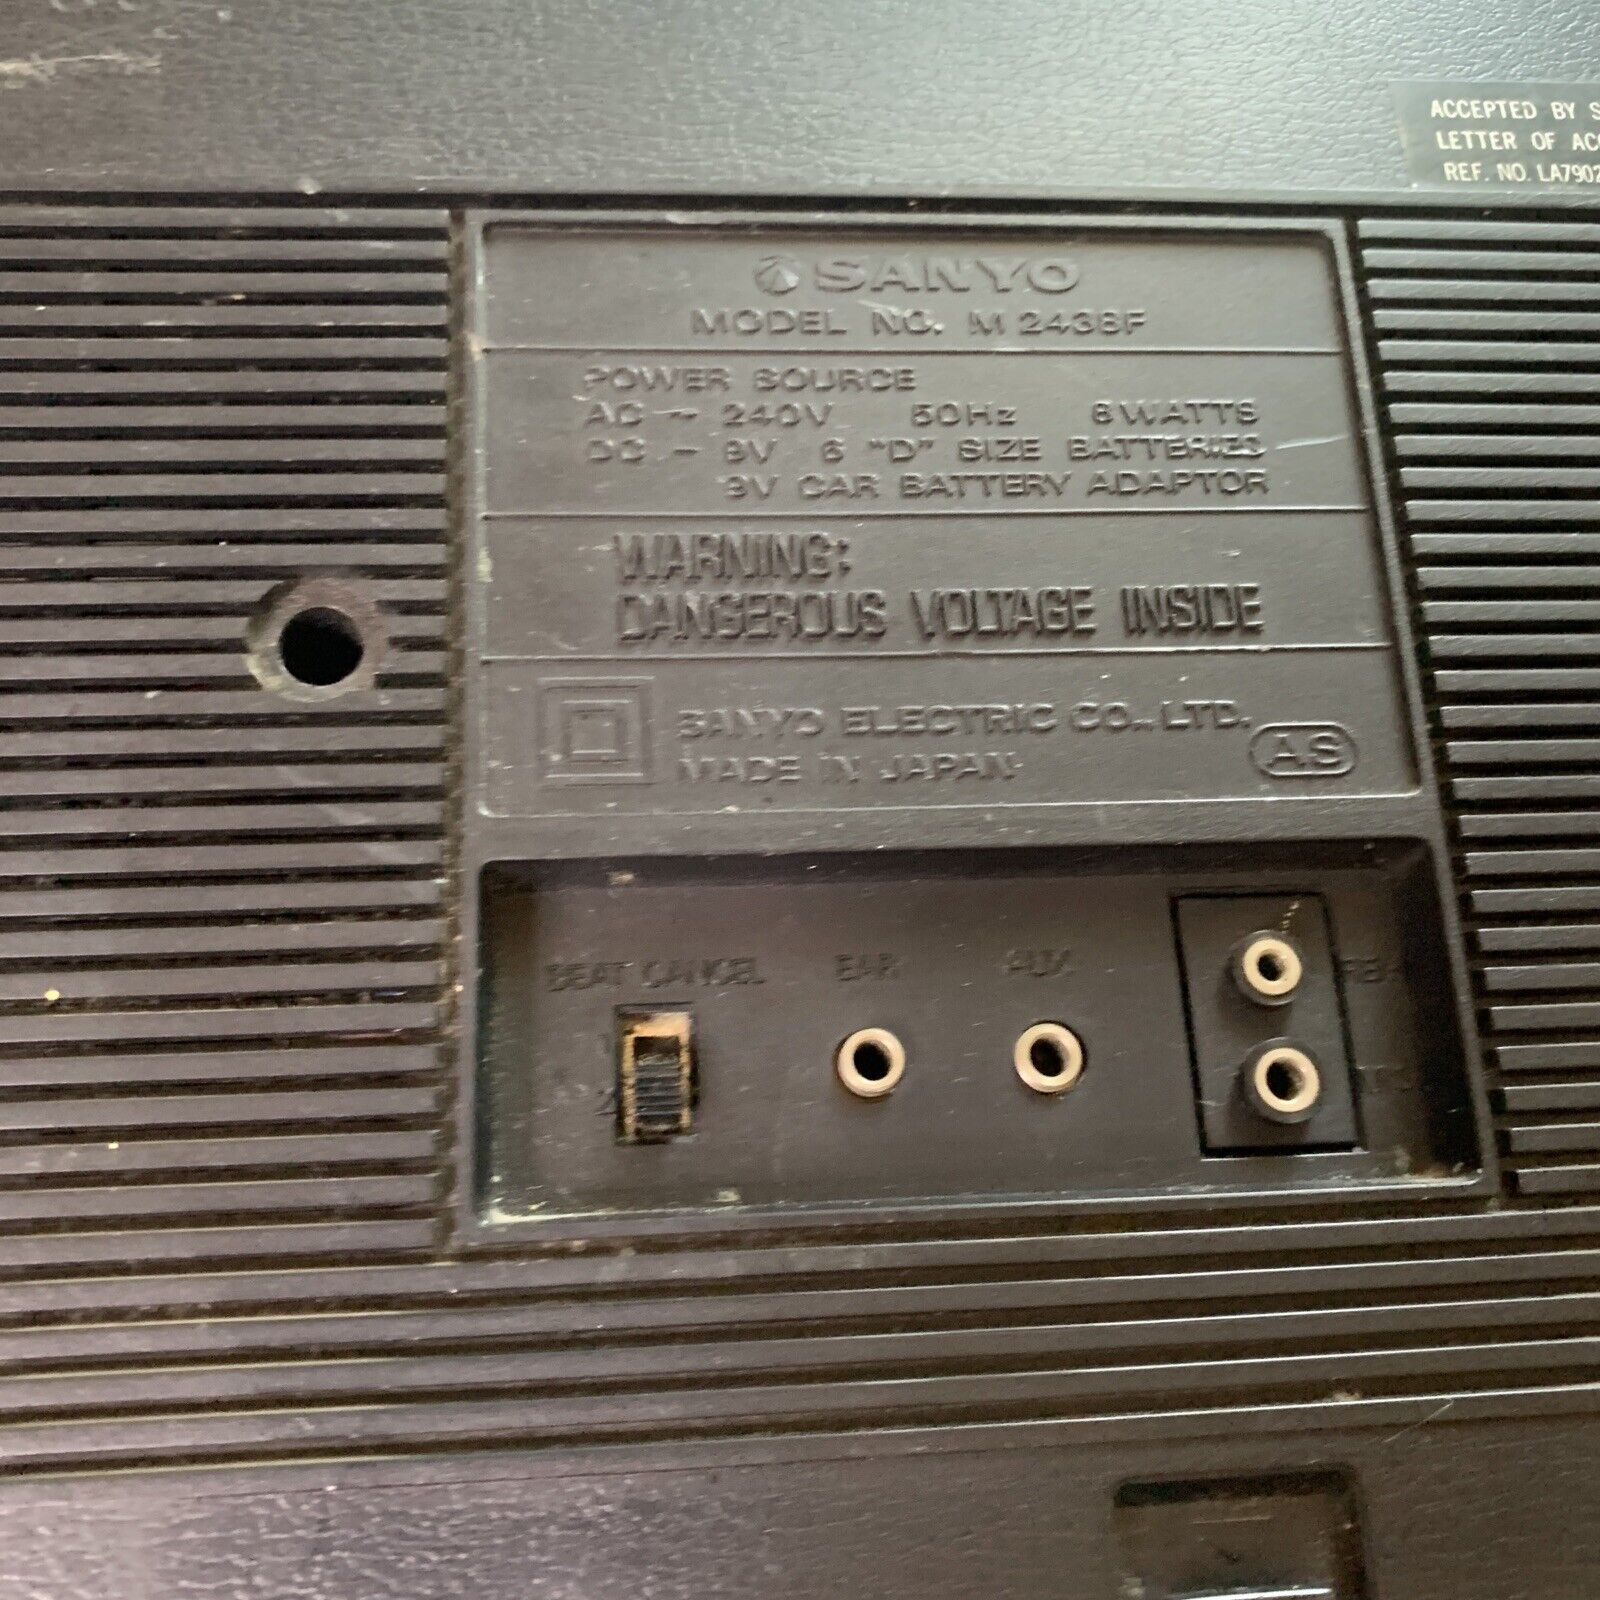 ACCEPTED BY S
LETTER OF ACC
REF. NO. LA7902
SANYO
MODEL NO. M 2438F
POWER SOURCE
AC ~ 240V 50Hz 6 WATTS
DC - 9V 6 "D" SIZE BATTERIES
9V CAR BATTERY ADAPTOR
WARNING:
DANGEROUS VOLTAGE INSIDE
SANYO ELECTRIC CO., LTD.
MADE IN JAPAN
AS
BEAT CANCEL EAR AUX